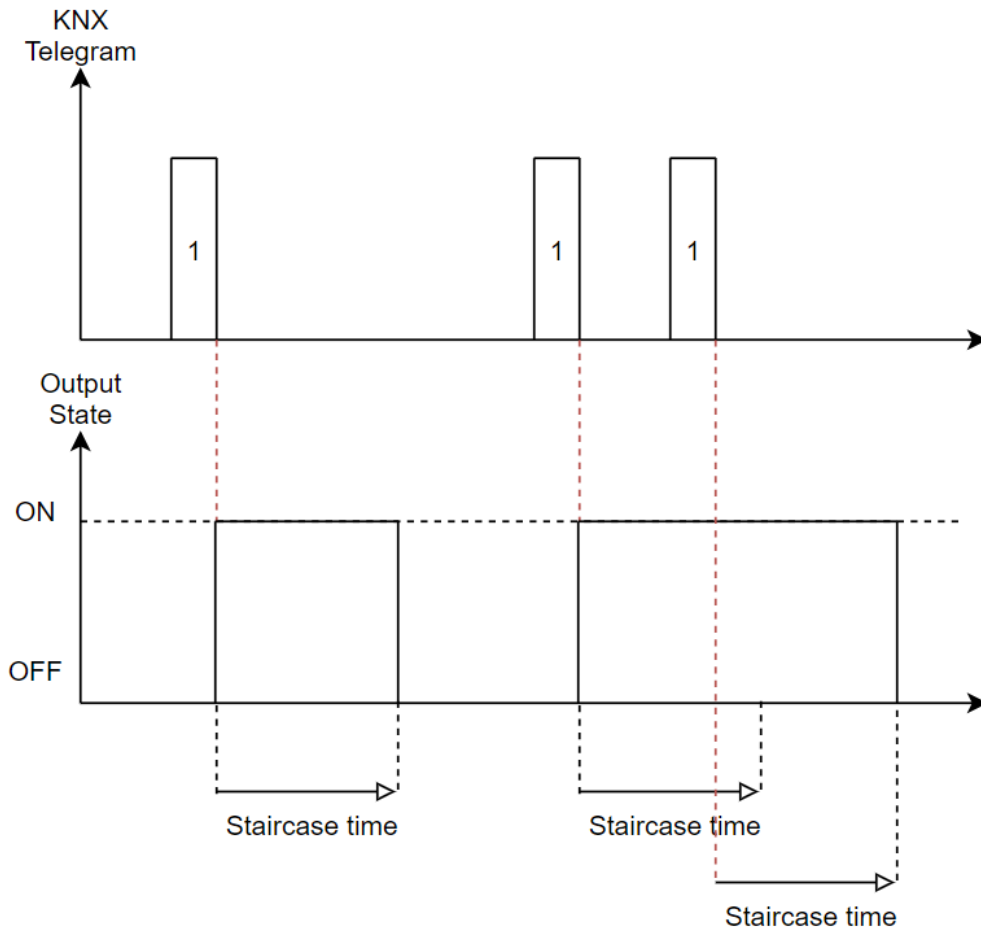 KNX
Telegram
1
1
1
Output
State
ON
OFF
Staircase time
Staircase time
Staircase time